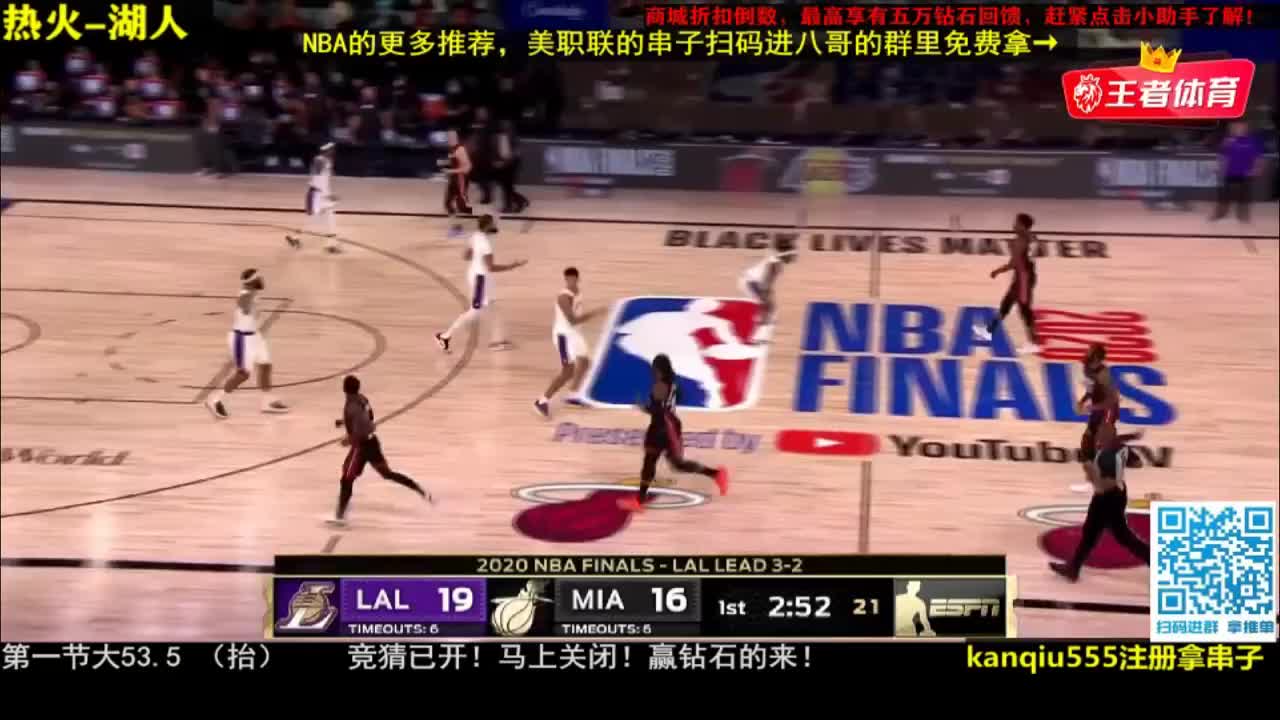 热火-湖人
商城折扣倒数，最高享有五万钻石回馈，赶紧点击小助手了解！
NBA的更多推荐，美职联的串子扫码进八哥的群里免费拿→
王者体育
BLACK LIVES MATTER
NBA
FINALS
Presented by YouTube TV
World
2020 NBA FINALS - LAL LEAD 3-2
LAL 19 MIA 16 1st 2:52 21 ESPN
TIMEOUTS: 6 TIMEOUTS: 6
扫码进群 拿推单
第一节大53.5 （抬） 竞猜已开！马上关闭！赢钻石的来！
kanqiu555注册拿串子